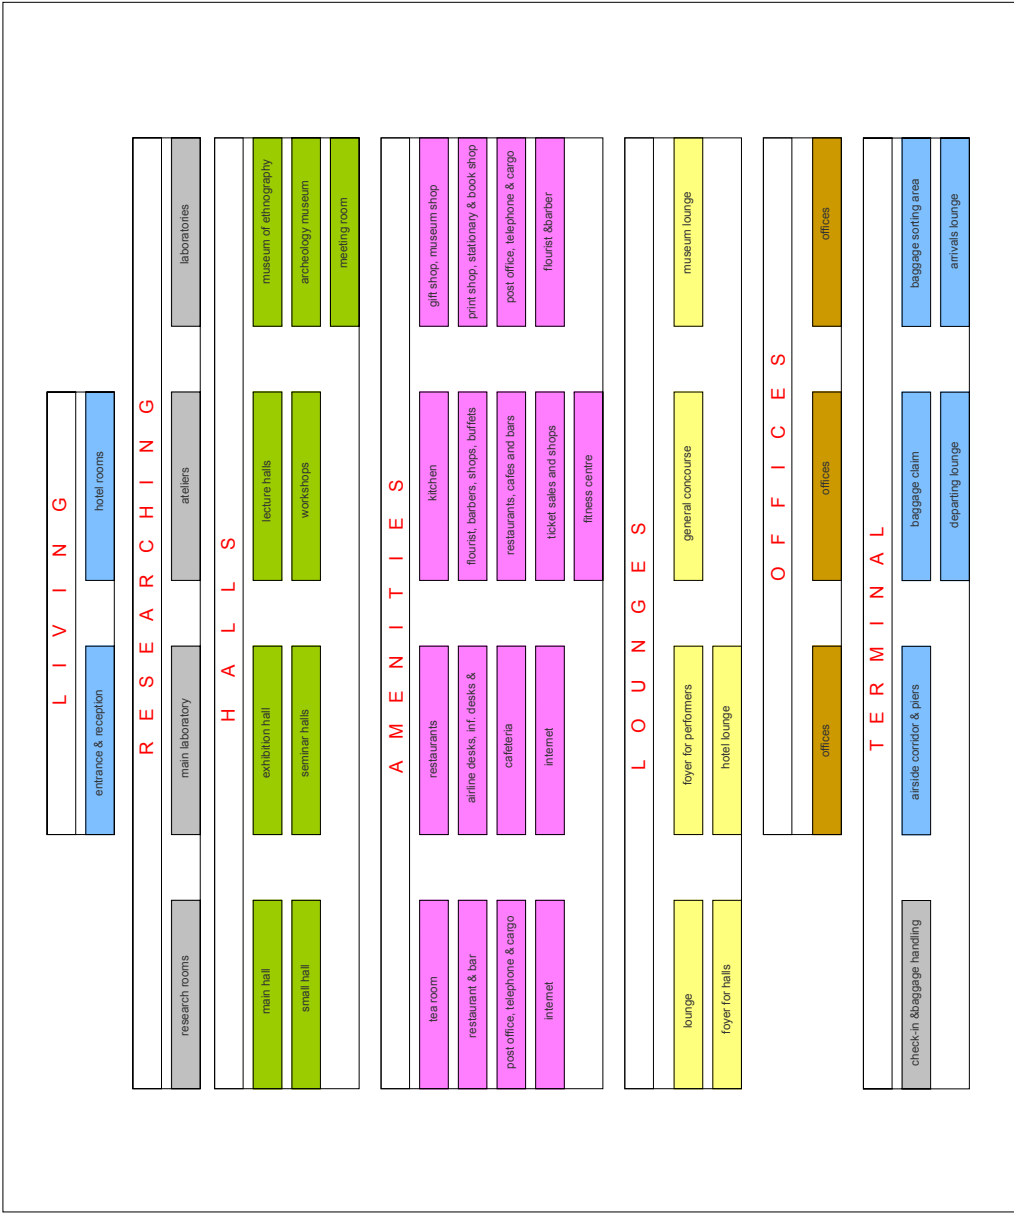 L I V I N G
entrance & reception
hotel rooms
R E S E A R C H I N G
research rooms
main laboratory
ateliers
laboratories
H A L L S
main hall
exhibition hall
lecture halls
museum of ethnography
small hall
seminar halls
workshops
archeology museum
meeting room
A M E N I T I E S
tea room
restaurants
kitchen
gift shop, museum shop
restaurant & bar
airline desks, inf. desks &
flourist, barbers, shops, buffets
print shop, stationary & book shop
post office, telephone & cargo
cafeteria
restaurants, cafes and bars
post office, telephone & cargo
internet
internet
ticket sales and shops
flourist &barber
fitness centre
L O U N G E S
lounge
foyer for performers
general concourse
museum lounge
foyer for halls
hotel lounge
O F F I C E S
offices
offices
offices
T E R M I N A L
check-in &baggage handling
airside corridor & piers
baggage claim
baggage sorting area
departing lounge
arrivals lounge